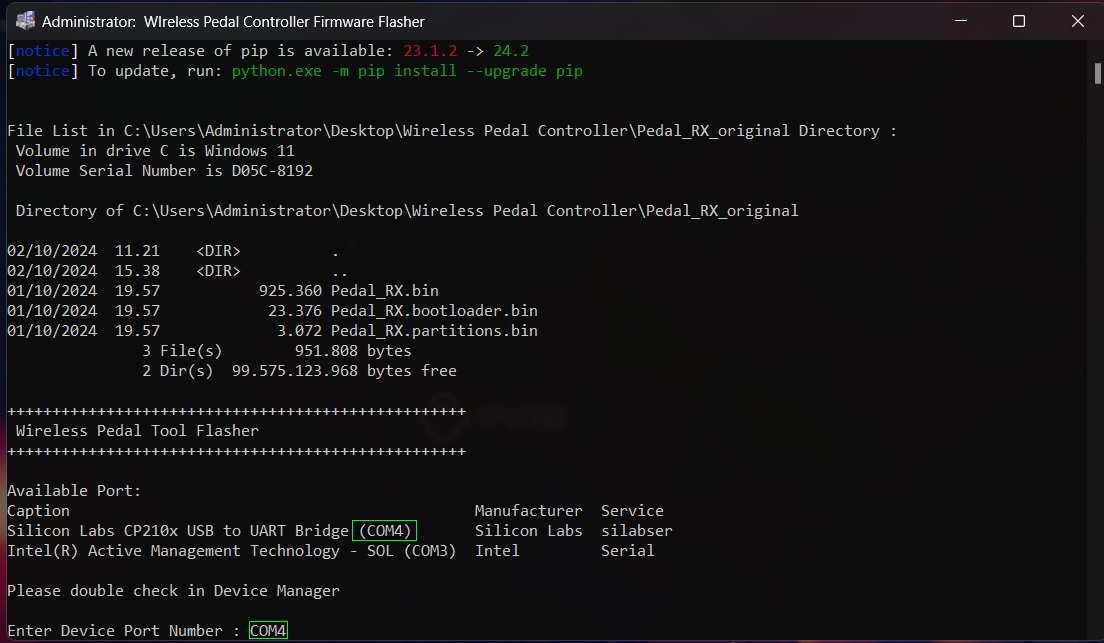 Administrator:  WIreless Pedal Controller Firmware Flasher
[notice] A new release of pip is available: 23.1.2 -> 24.2
[notice] To update, run: python.exe -m pip install --upgrade pip
File List in C:\Users\Administrator\Desktop\Wireless Pedal Controller\Pedal_RX_original Directory :
Volume in drive C is Windows 11
Volume Serial Number is D05C-8192
Directory of C:\Users\Administrator\Desktop\Wireless Pedal Controller\Pedal_RX_original
02/10/2024  11.21    <DIR>          .
02/10/2024  15.38    <DIR>          ..
01/10/2024  19.57           925.360 Pedal_RX.bin
01/10/2024  19.57            23.376 Pedal_RX.bootloader.bin
01/10/2024  19.57             3.072 Pedal_RX.partitions.bin
3 File(s)        951.808 bytes
2 Dir(s)  99.575.123.968 bytes free
+++++++++++++++++++++++++++++++++++++++++++++++++++
Wireless Pedal Tool Flasher
+++++++++++++++++++++++++++++++++++++++++++++++++++
Available Port:
Caption                                             Manufacturer  Service
Silicon Labs CP210x USB to UART Bridge (COM4)       Silicon Labs  silabser
Intel(R) Active Management Technology - SOL (COM3)  Intel         Serial
Please double check in Device Manager
Enter Device Port Number : COM4